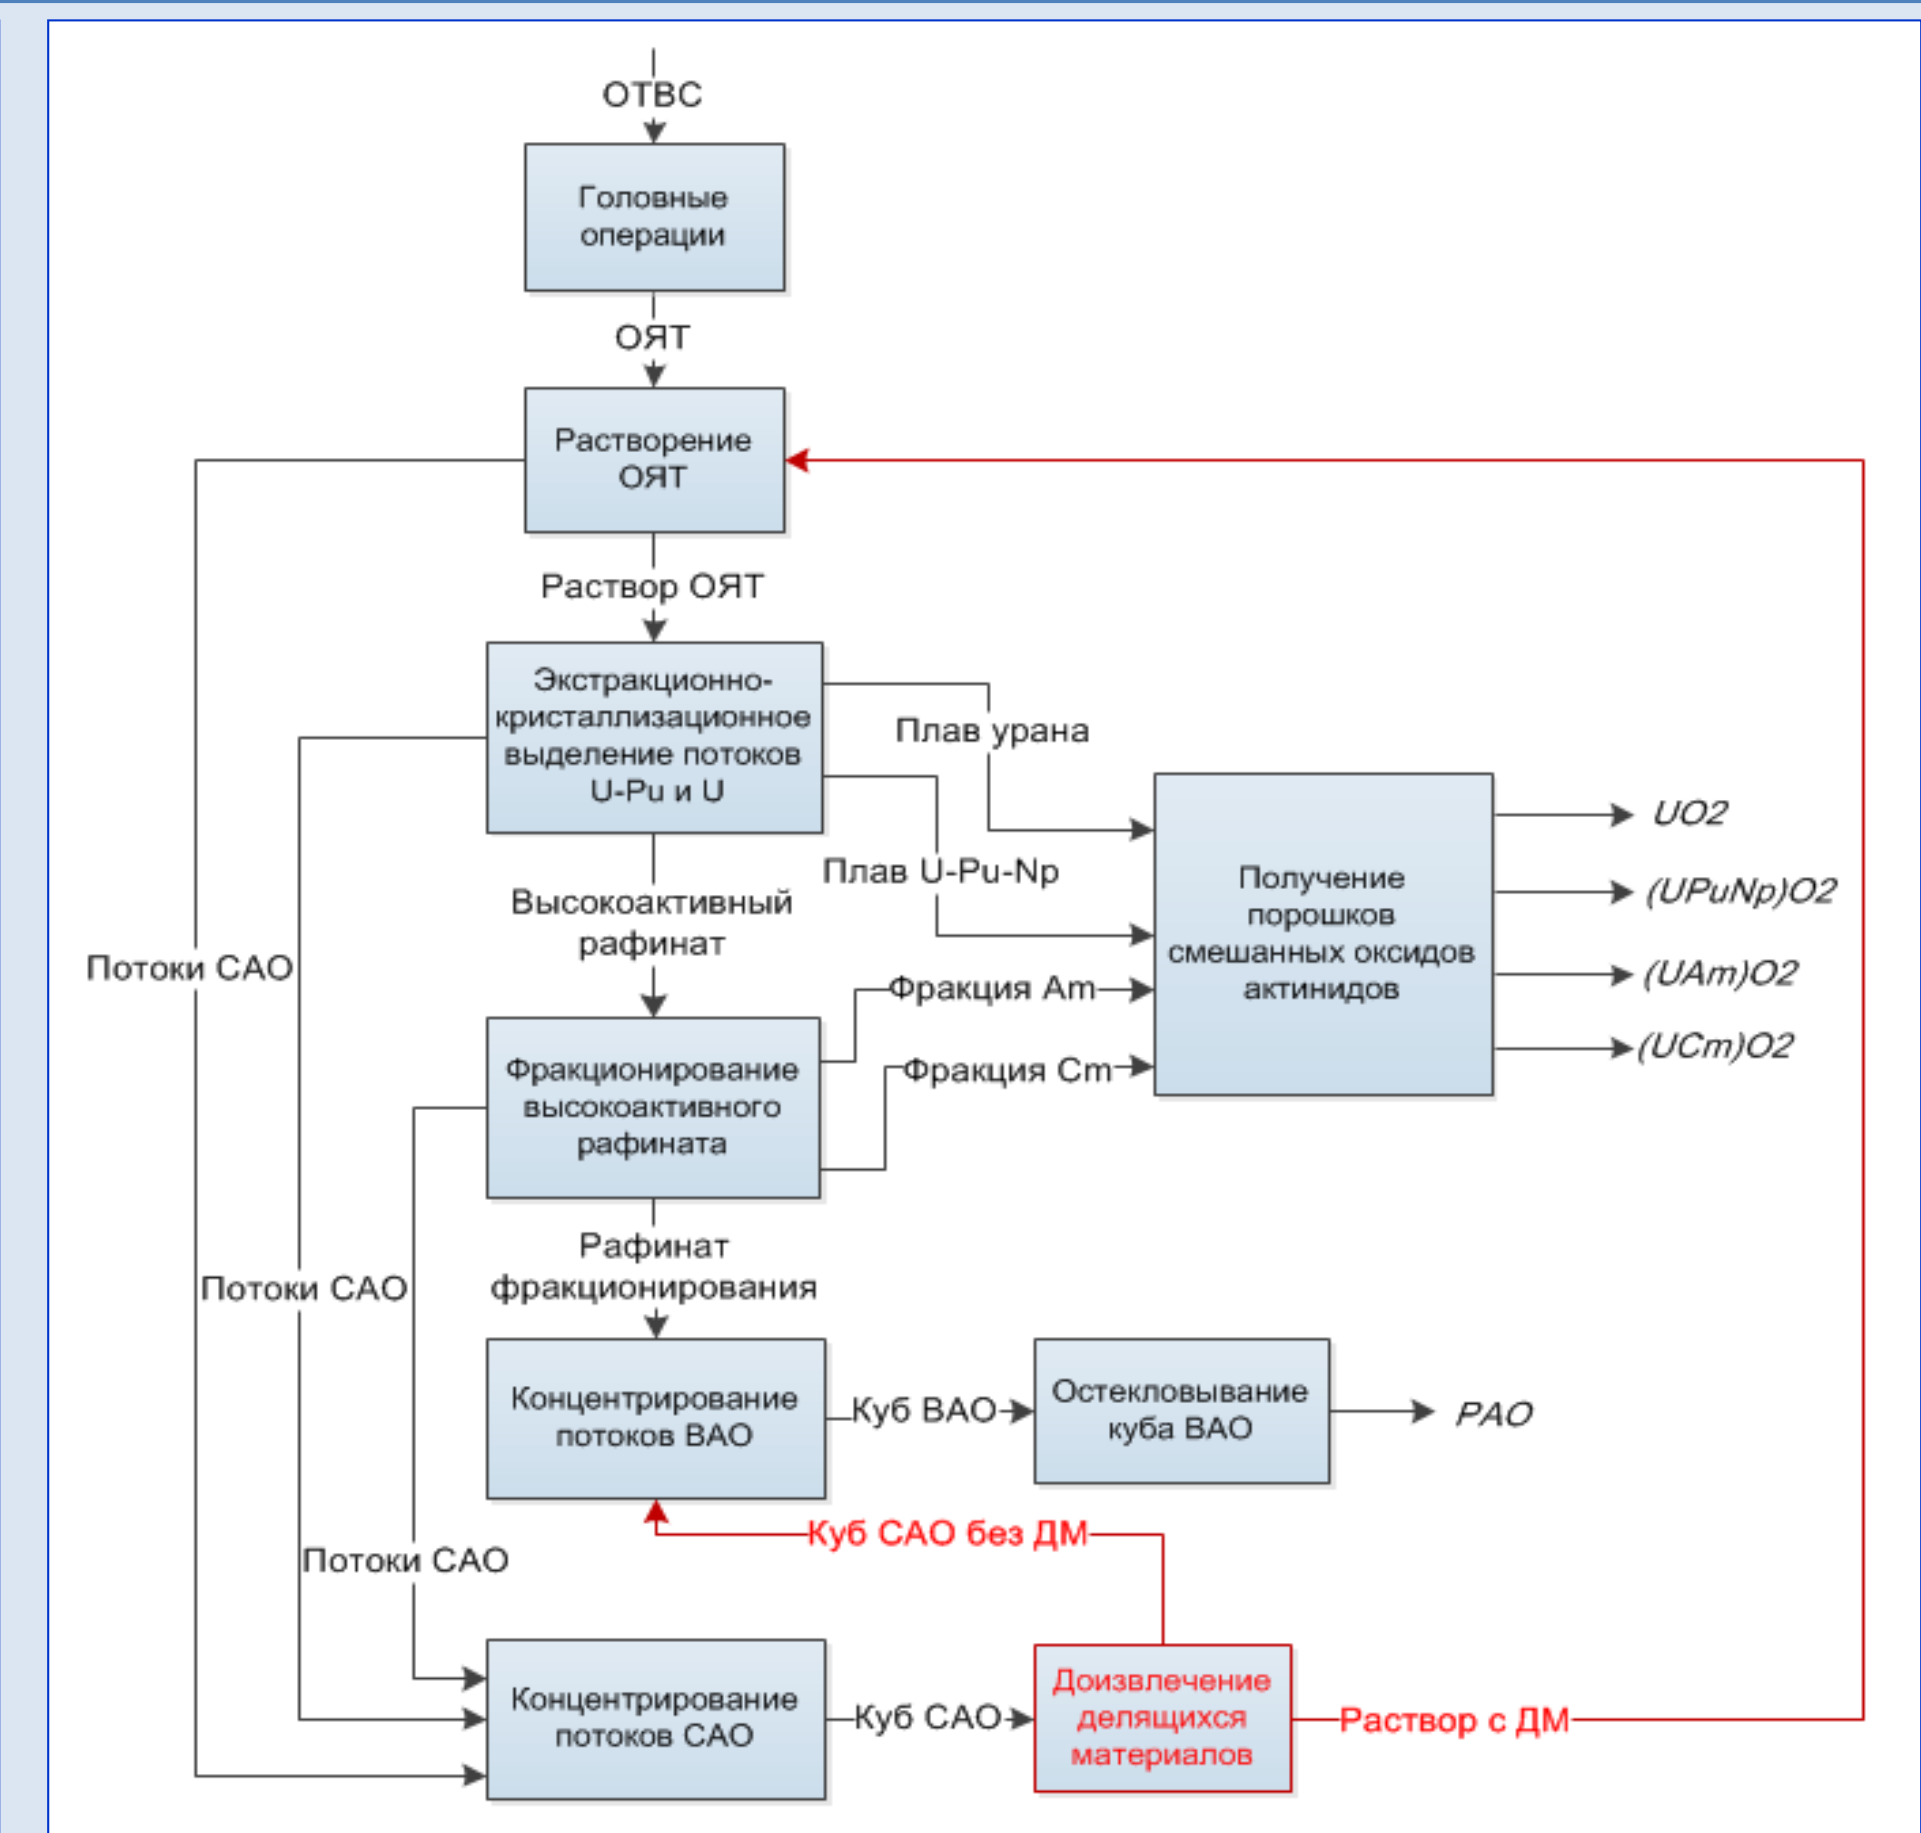 ОТВС
Головные
операции
ОЯТ
Растворение
ОЯТ
Раствор ОЯТ
Экстракционно-
кристаллизационное
выделение потоков
U-Pu и U
Плав урана
Плав U-Pu-Np
Высокоактивный
рафинат
Получение
порошков
смешанных оксидов
актинидов
UO2
(UPuNp)O2
(UAm)O2
(UCm)O2
Потоки САО
Фракция Am
Фракция Cm
Фракционирование
высокоактивного
рафината
Рафинат
фракционирования
Потоки САО
Концентрирование
потоков ВАО
Куб ВАО
Остекловывание
куба ВАО
РАО
Куб САО без ДМ
Потоки САО
Концентрирование
потоков САО
Куб САО
Доизвлечение
делящихся
материалов
Раствор с ДМ